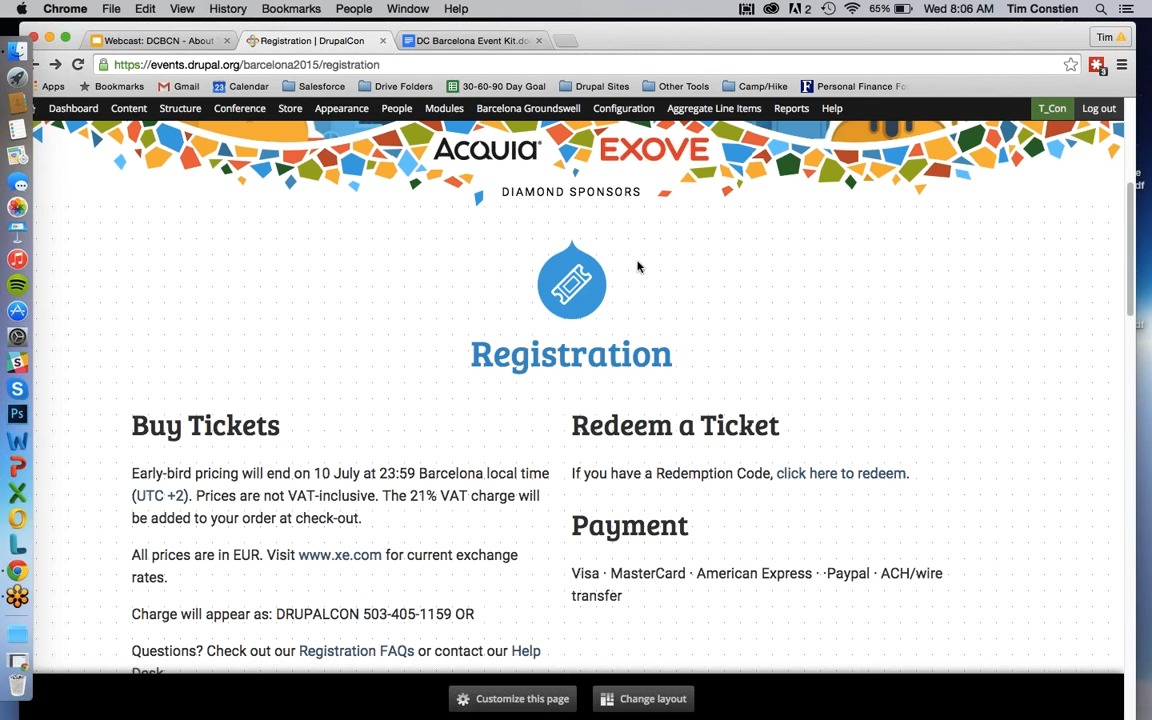 Chrome File Edit View History Bookmarks People Window Help 2 65% Wed 8:06 AM Tim Constien
Webcast: DCBCN - About Registration | DrupalCon DC Barcelona Event Kit.do Tim
https://events.drupal.org/barcelona2015/registration 3
Apps Bookmarks Gmail 23 Calendar Salesforce Drive Folders 30-60-90 Day Goal Drupal Sites Other Tools Camp/Hike Personal Finance Fo
Dashboard Content Structure Conference Store Appearance People Modules Barcelona Groundswell Configuration Aggregate Line Items Reports Help T_Con Log out
ACQUIA EXOVE
DIAMOND SPONSORS
Registration
Buy Tickets
Early-bird pricing will end on 10 July at 23:59 Barcelona local time
(UTC +2). Prices are not VAT-inclusive. The 21% VAT charge will
be added to your order at check-out.
All prices are in EUR. Visit www.xe.com for current exchange
rates.
Charge will appear as: DRUPALCON 503-405-1159 OR
Questions? Check out our Registration FAQs or contact our Help
Desk.
Redeem a Ticket
If you have a Redemption Code, click here to redeem.
Payment
Visa · MasterCard · American Express · ·Paypal · ACH/wire
transfer
Customize this page Change layout